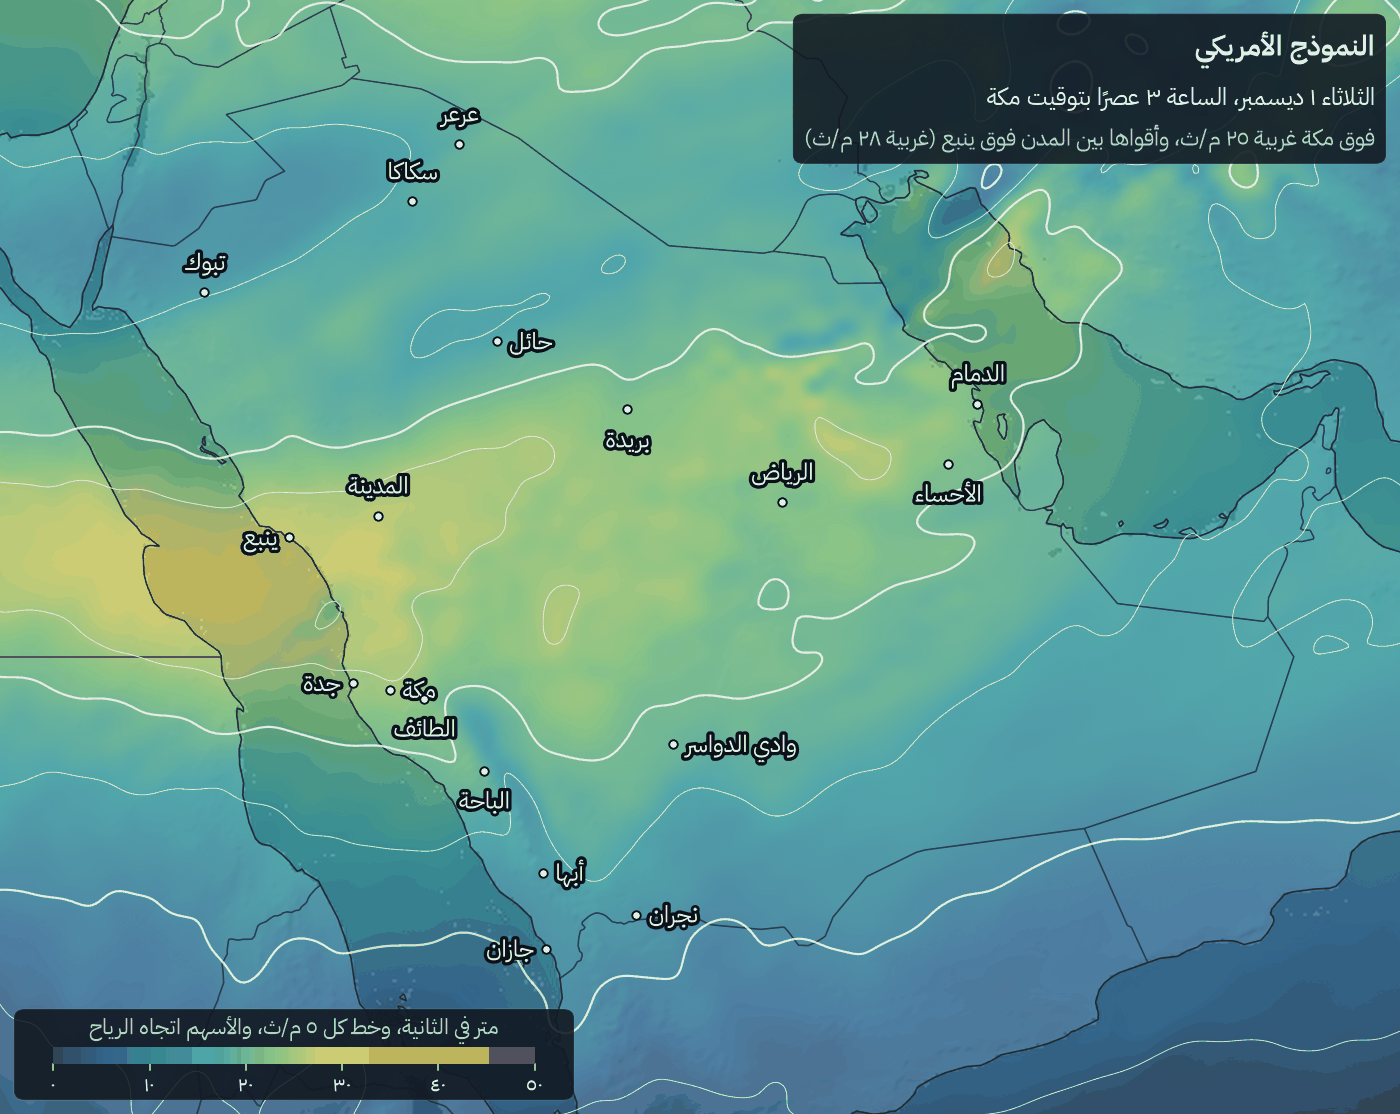 النموذج الأمريكي
الثلاثاء ١ ديسمبر، الساعة ٣ عصرًا بتوقيت مكة
فوق مكة غربية ٢٥ م/ث، وأقواها بين المدن فوق ينبع (غربية ٢٨ م/ث)
عرعر
سكاكا
تبوك
حائل
الدمام
بريدة
الرياض
المدينة
الأحساء
ينبع
جدة
مكة
الطائف
وادي الدواسر
الباحة
أبها
نجران
جازان
متر في الثانية، وخط كل ٥ م/ث، والأسهم اتجاه الرياح
٠ ١٠ ٢٠ ٣٠ ٤٠ ٥٠